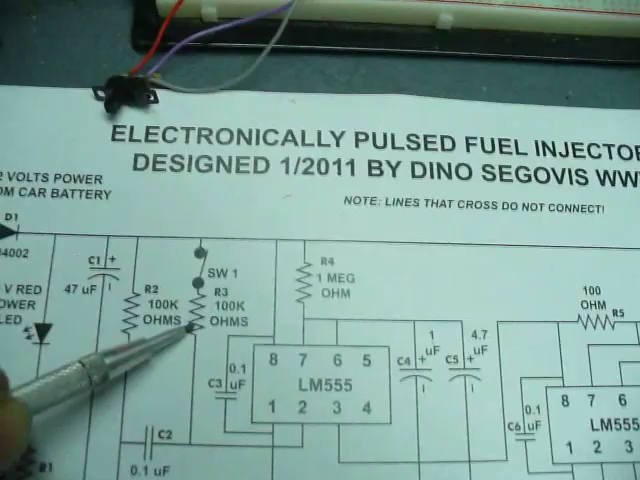 ELECTRONICALLY PULSED FUEL INJECTO
DESIGNED 1/2011 BY DINO SEGOVIS WW
2 VOLTS POWER
OM CAR BATTERY
NOTE: LINES THAT CROSS DO NOT CONNECT!
D1
4002
C1 +
47 uF
V RED
OWER
LED
R2
100K
OHMS
SW 1
R3
100K
OHMS
R4
1 MEG
OHM
100
OHM
R5
8 7 6 5
LM555
1 2 3 4
C3
0.1
uF
C4
+
1
uF
C5
+
4.7
uF
C6
0.1
uF
8 7 6
LM555
1 2 3
C2
0.1 uF
R1